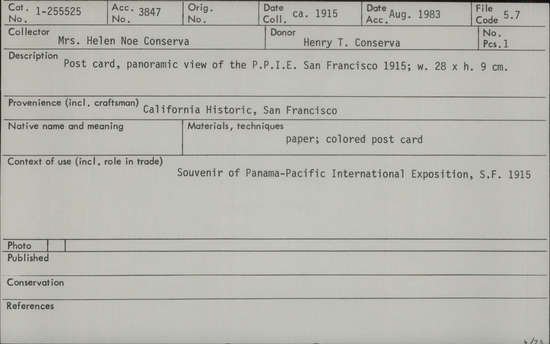 Cat. No. 1-255525 Acc. No. 3847 Orig. No. Date Coll. ca. 1915 Date Acc. Aug. 1983 File Code 5.7
Collector Mrs. Helen Noe Conserva Donor Henry T. Conserva No. Pcs. 1
Description Post card, panoramic view of the P.P.I.E. San Francisco 1915; w. 28 x h. 9 cm.
Provenience (incl. craftsman) California Historic, San Francisco
Native name and meaning Materials, techniques
paper; colored post card
Context of use (incl. role in trade)
Souvenir of Panama-Pacific International Exposition, S.F. 1915
Photo
Published
Conservation
References